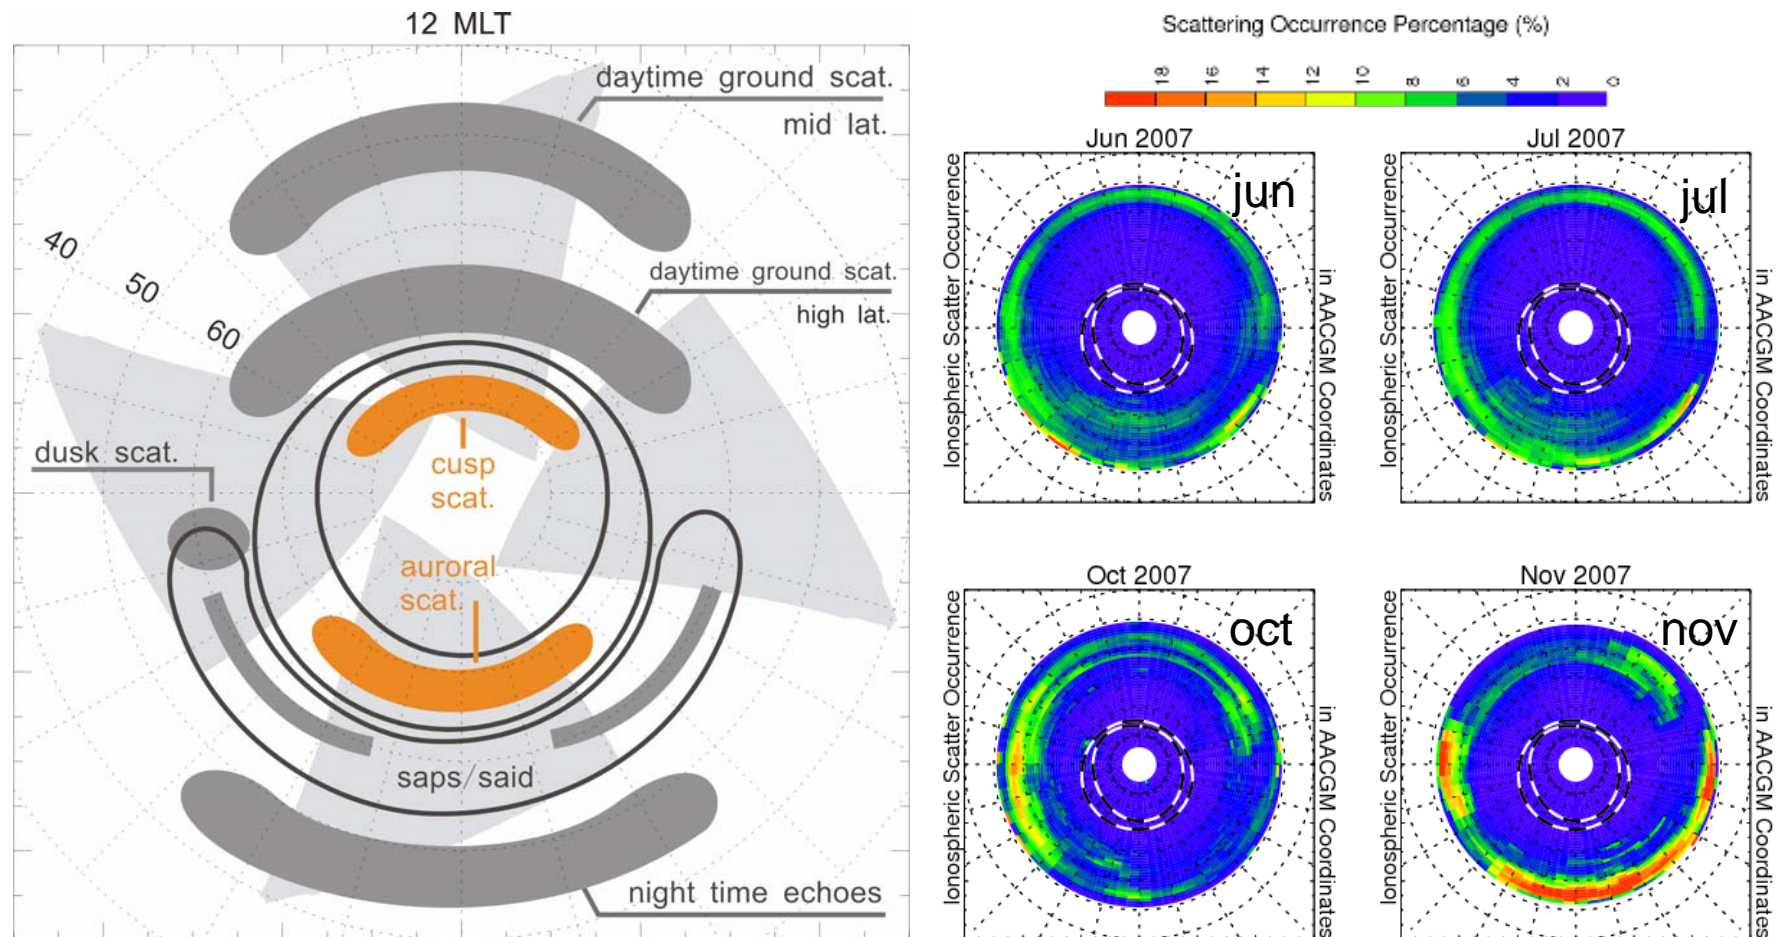 12 MLT
daytime ground scat.
mid lat.
40
50
60
daytime ground scat.
high lat.
dusk scat.
cusp
scat.
auroral
scat.
saps/said
night time echoes
Scattering Occurrence Percentage (%)
18 16 14 12 10 8 6 4 2 0
Jun 2007
jun
Ionospheric Scatter Occurrence
in AACGM Coordinates
Jul 2007
jul
Ionospheric Scatter Occurrence
in AACGM Coordinates
Oct 2007
oct
Ionospheric Scatter Occurrence
in AACGM Coordinates
Nov 2007
nov
Ionospheric Scatter Occurrence
in AACGM Coordinates